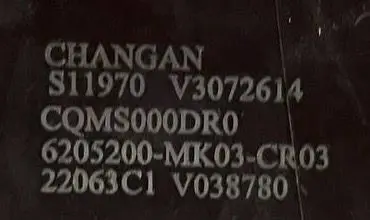 CHANGAN
S11970 V3072614
CQMS000DR0
6205200-MK03-CR03
22063C1 V038780